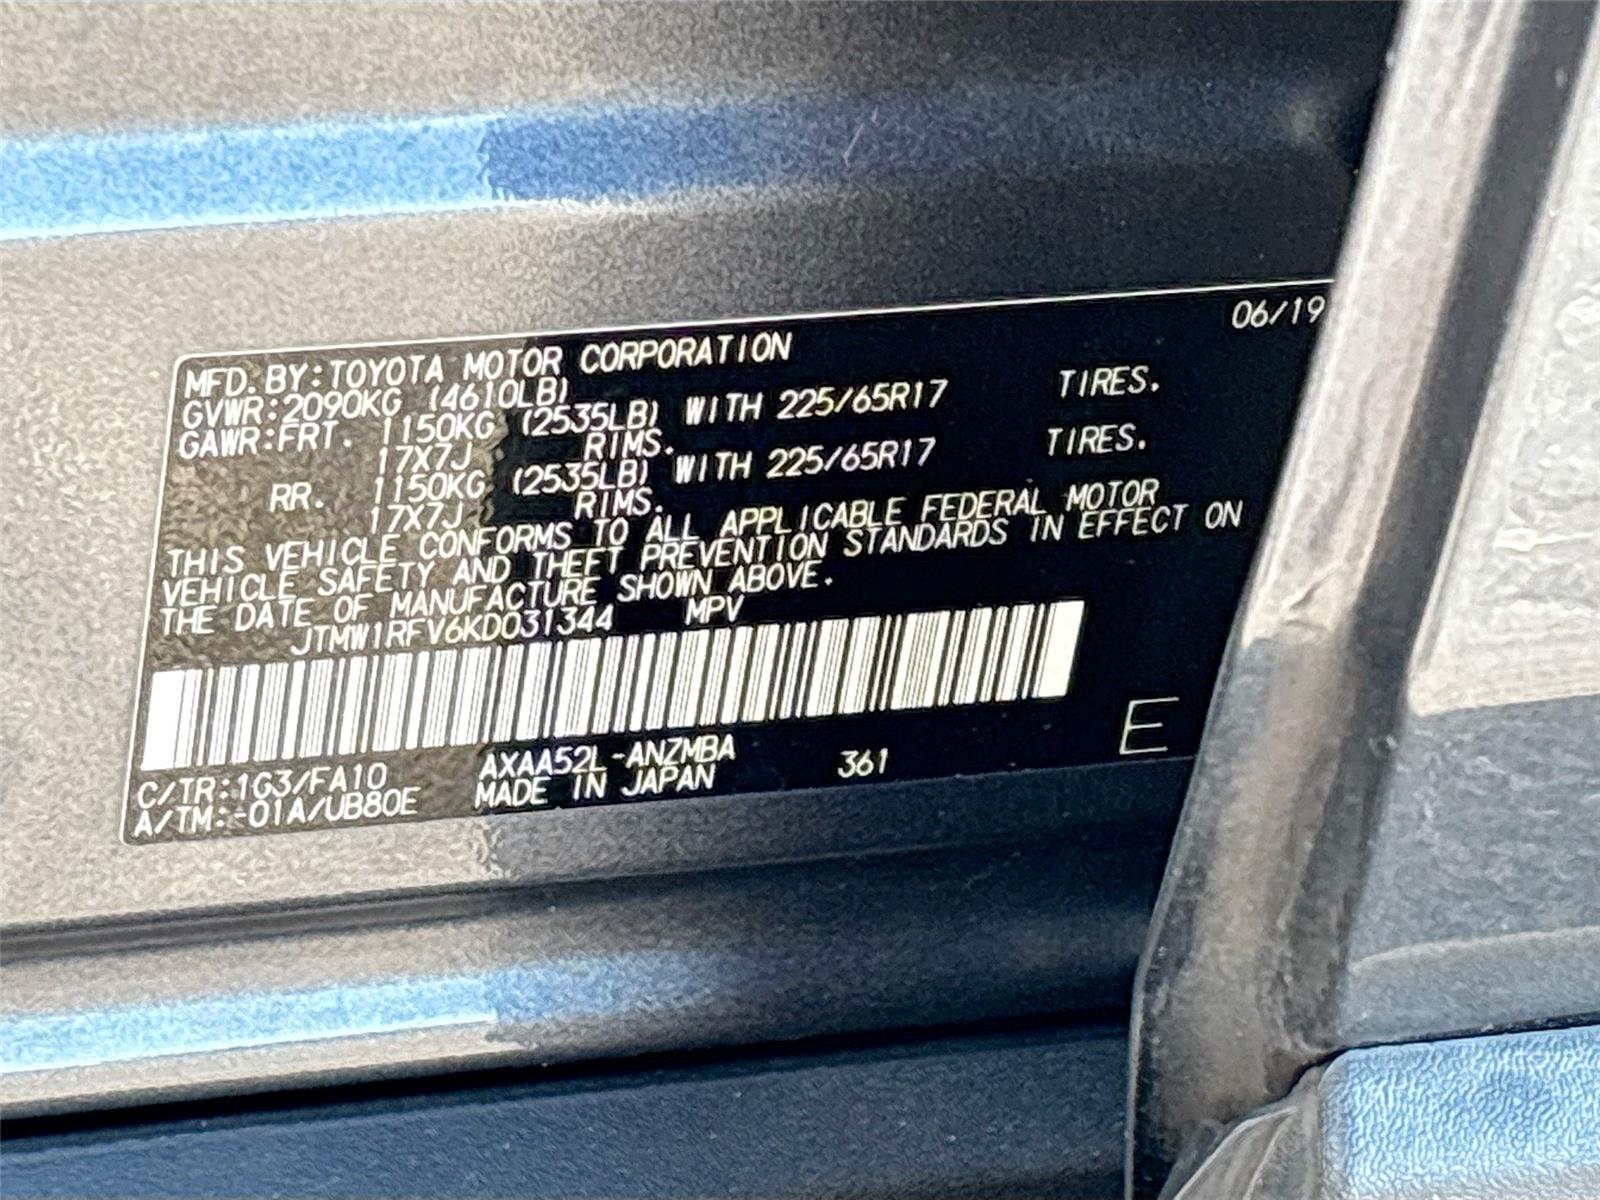 06/19
MFD. BY: TOYOTA MOTOR CORPORATION
GVWR: 2090KG (4610LB)
GAWR: FRT. 1150KG (2535LB) WITH 225/65R17 TIRES.
17X7J RIMS.
RR. 1150KG (2535LB) WITH 225/65R17 TIRES.
17X7J RIMS.
THIS VEHICLE CONFORMS TO ALL APPLICABLE FEDERAL MOTOR
VEHICLE SAFETY AND THEFT PREVENTION STANDARDS IN EFFECT ON
THE DATE OF MANUFACTURE SHOWN ABOVE.
JTMW1RFV6KD031344 MPV
E
C/TR: 1G3/FA10 AXAA52L-ANZMBA 361
A/TM: -01A/UB80E MADE IN JAPAN